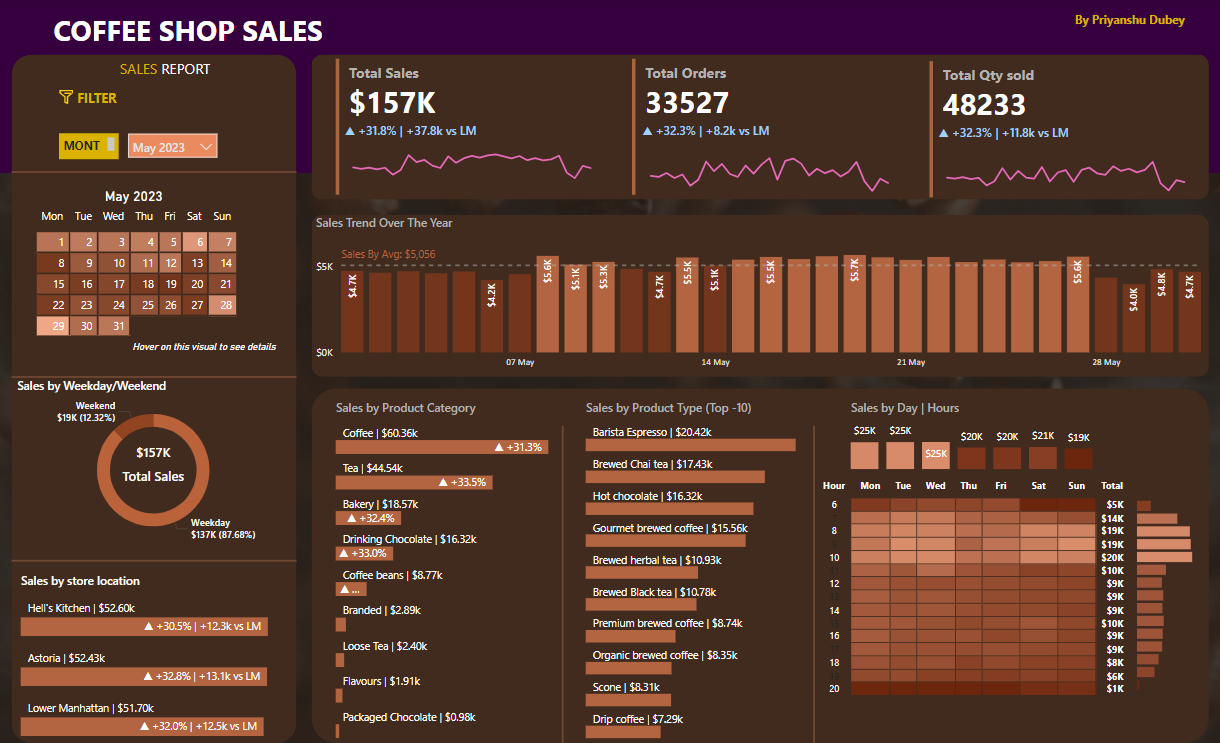 COFFEE SHOP SALES
By Priyanshu Dubey
SALES REPORT
FILTER
MONT
May 2023
May 2023
Mon Tue Wed Thu Fri Sat Sun
1 2 3 4 5 6 7
8 9 10 11 12 13 14
15 16 17 18 19 20 21
22 23 24 25 26 27 28
29 30 31
Hover on this visual to see details
Sales by Weekday/Weekend
Weekend
$19K (12.32%)
$157K
Total Sales
Weekday
$137K (87.68%)
Sales by store location
Hell's Kitchen | $52.60k
▲ +30.5% | +12.3k vs LM
Astoria | $52.43k
▲ +32.8% | +13.1k vs LM
Lower Manhattan | $51.70k
▲ +32.0% | +12.5k vs LM
Total Sales
$157K
▲ +31.8% | +37.8k vs LM
Total Orders
33527
▲ +32.3% | +8.2k vs LM
Total Qty sold
48233
▲ +32.3% | +11.8k vs LM
Sales Trend Over The Year
Sales By Avg: $5,056
$5K
$0K
$4.7K $4.2K $5.6K $5.1K $5.3K $4.7K $5.5K $5.1K $5.5K $5.7K $5.6K $4.0K $4.8K $4.7K
07 May 14 May 21 May 28 May
Sales by Product Category
Coffee | $60.36k
▲ +31.3%
Tea | $44.54k
▲ +33.5%
Bakery | $18.57k
▲ +32.4%
Drinking Chocolate | $16.32k
▲ +33.0%
Coffee beans | $8.77k
▲ ...
Branded | $2.89k
Loose Tea | $2.40k
Flavours | $1.91k
Packaged Chocolate | $0.98k
Sales by Product Type (Top -10)
Barista Espresso | $20.42k
Brewed Chai tea | $17.43k
Hot chocolate | $16.32k
Gourmet brewed coffee | $15.56k
Brewed herbal tea | $10.93k
Brewed Black tea | $10.78k
Premium brewed coffee | $8.74k
Organic brewed coffee | $8.35k
Scone | $8.31k
Drip coffee | $7.29k
Sales by Day | Hours
$25K $25K $25K $20K $20K $21K $19K
Hour Mon Tue Wed Thu Fri Sat Sun Total
6 $5K
$14K
8 $19K
$19K
10 $20K
$10K
12 $9K
$9K
14 $9K
$10K
16 $9K
$9K
18 $8K
$6K
20 $1K